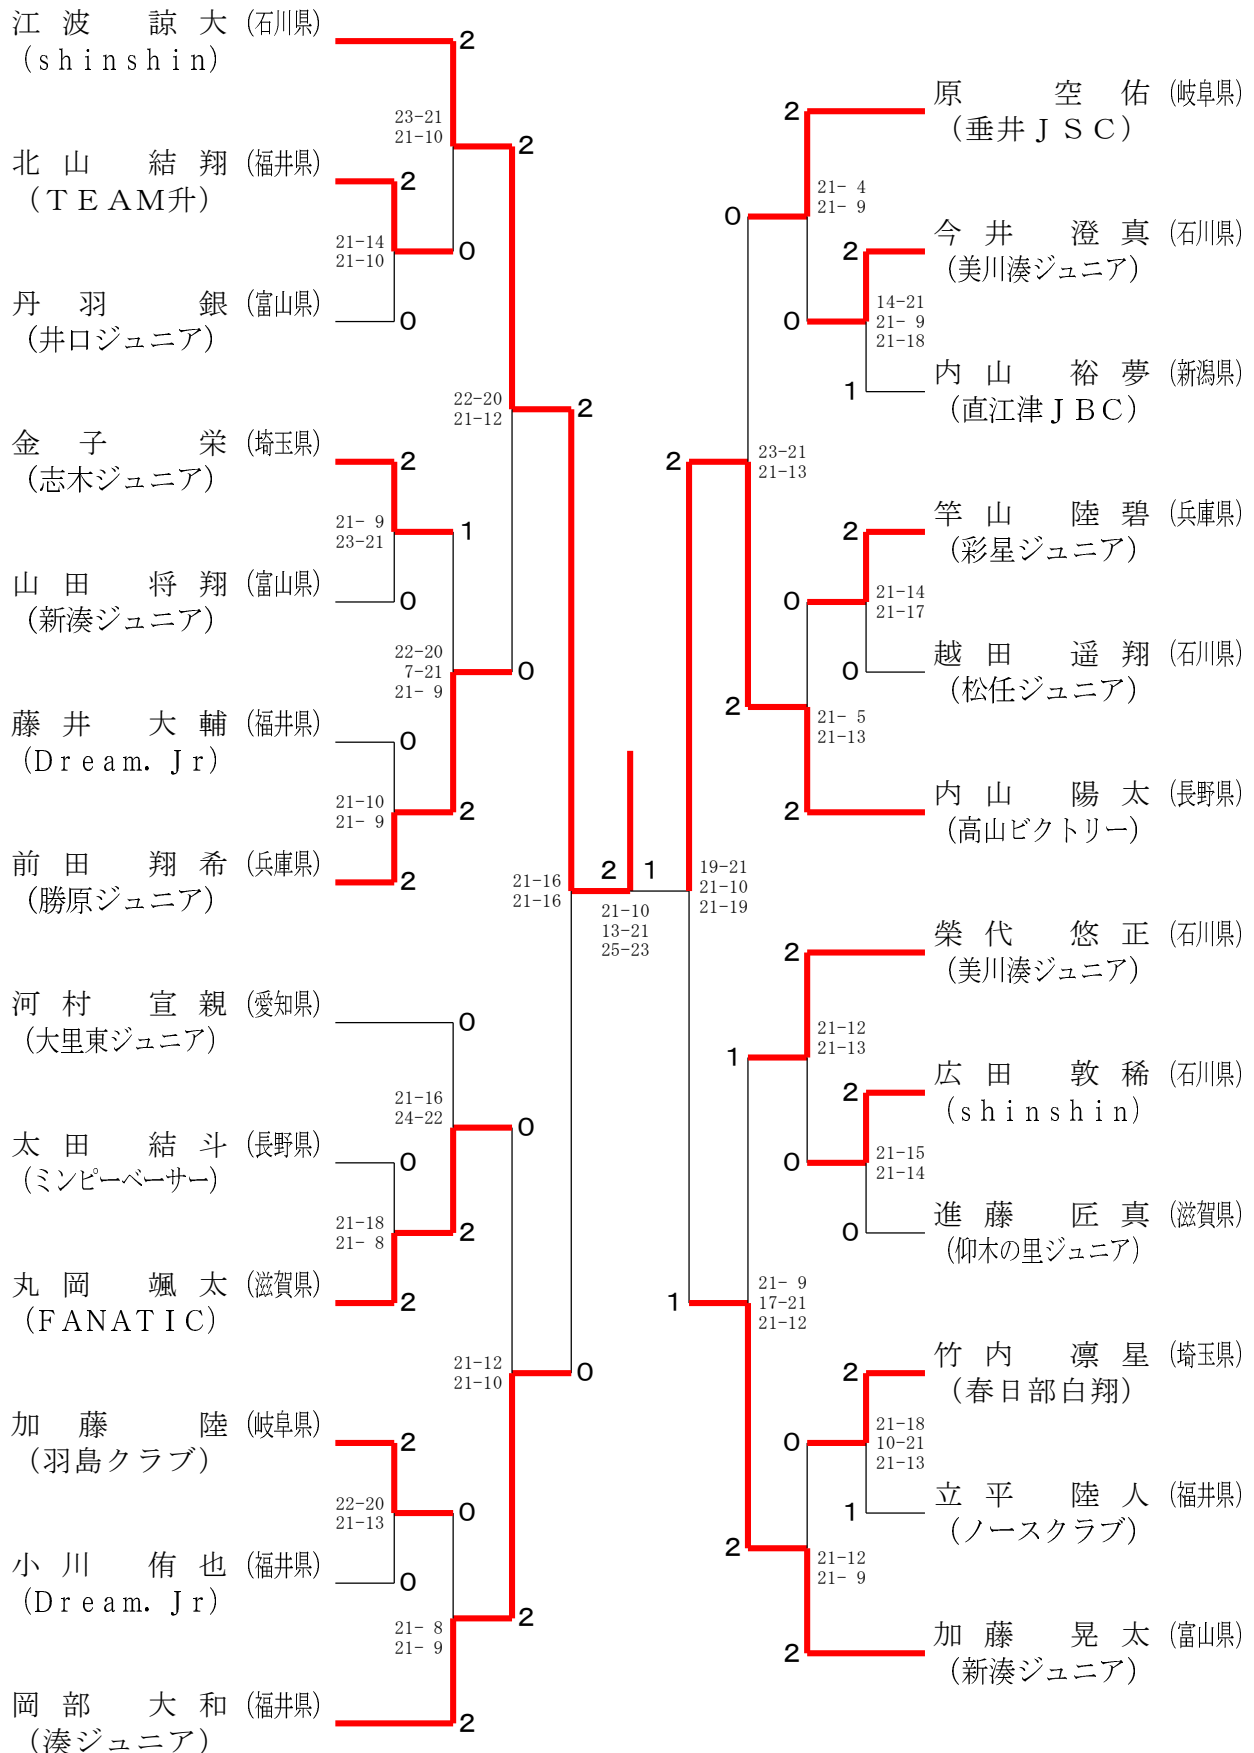 江波 諒大 (石川県)
(shinshin)
2
23-21
21-10
2
北山 結翔 (福井県)
(TEAM升)
2
21-14
21-10
0
丹羽 銀 (富山県)
(井口ジュニア)
0
22-20
21-12
2
金子 栄 (埼玉県)
(志木ジュニア)
2
21- 9
23-21
1
山田 将翔 (富山県)
(新湊ジュニア)
0
22-20
7-21
21- 9
0
藤井 大輔 (福井県)
(Dream. Jr)
0
21-10
21- 9
2
前田 翔希 (兵庫県)
(勝原ジュニア)
2
21-16
21-16
河村 宣親 (愛知県)
(大里東ジュニア)
0
21-16
24-22
0
太田 結斗 (長野県)
(ミンピーベーサー)
0
21-18
21- 8
2
丸岡 颯太 (滋賀県)
(FANATIC)
2
21-12
21-10
0
加藤 陸 (岐阜県)
(羽島クラブ)
2
22-20
21-13
0
小川 侑也 (福井県)
(Dream. Jr)
0
21- 8
21- 9
2
岡部 大和 (福井県)
(湊ジュニア)
2
2 1
21-10
13-21
25-23
原 空佑 (岐阜県)
(垂井JSC)
2
21- 4
21- 9
0
今井 澄真 (石川県)
(美川湊ジュニア)
2
14-21
21- 9
21-18
0
内山 裕夢 (新潟県)
(直江津JBC)
1
23-21
21-13
2
竿山 陸碧 (兵庫県)
(彩星ジュニア)
2
21-14
21-17
0
越田 遥翔 (石川県)
(松任ジュニア)
0
21- 5
21-13
2
内山 陽太 (長野県)
(高山ビクトリー)
2
19-21
21-10
21-19
榮代 悠正 (石川県)
(美川湊ジュニア)
2
21-12
21-13
1
広田 敦稀 (石川県)
(shinshin)
2
21-15
21-14
0
進藤 匠真 (滋賀県)
(仰木の里ジュニア)
0
21- 9
17-21
21-12
1
竹内 凛星 (埼玉県)
(春日部白翔)
2
21-18
10-21
21-13
0
立平 陸人 (福井県)
(ノースクラブ)
1
21-12
21- 9
2
加藤 晃太 (富山県)
(新湊ジュニア)
2